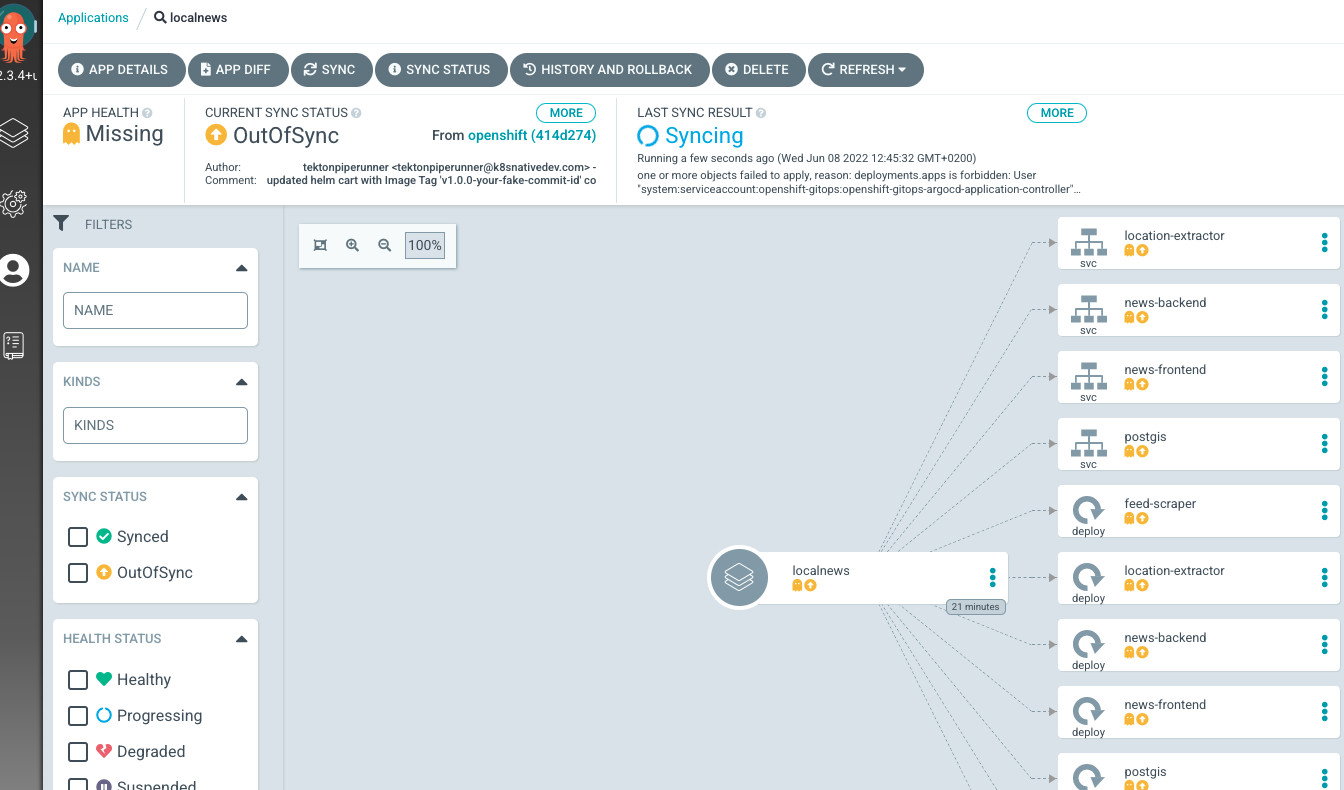 Applications / localnews
2.3.4+u
APP DETAILS
APP DIFF
SYNC
SYNC STATUS
HISTORY AND ROLLBACK
DELETE
REFRESH
APP HEALTH
Missing
CURRENT SYNC STATUS
MORE
OutOfSync
From openshift (414d274)
Author: tektonpiperunner <tektonpiperunner@k8snativedev.com> -
Comment: updated helm cart with Image Tag 'v1.0.0-your-fake-commit-id' co
LAST SYNC RESULT
MORE
Syncing
Running a few seconds ago (Wed Jun 08 2022 12:45:32 GMT+0200)
one or more objects failed to apply, reason: deployments.apps is forbidden: User
"system:serviceaccount:openshift-gitops:openshift-gitops-argocd-application-controller"...
FILTERS
NAME
NAME
KINDS
KINDS
SYNC STATUS
Synced
OutOfSync
HEALTH STATUS
Healthy
Progressing
Degraded
Suspended
100%
localnews
21 minutes
location-extractor
svc
news-backend
svc
news-frontend
svc
postgis
svc
feed-scraper
deploy
location-extractor
deploy
news-backend
deploy
news-frontend
deploy
postgis